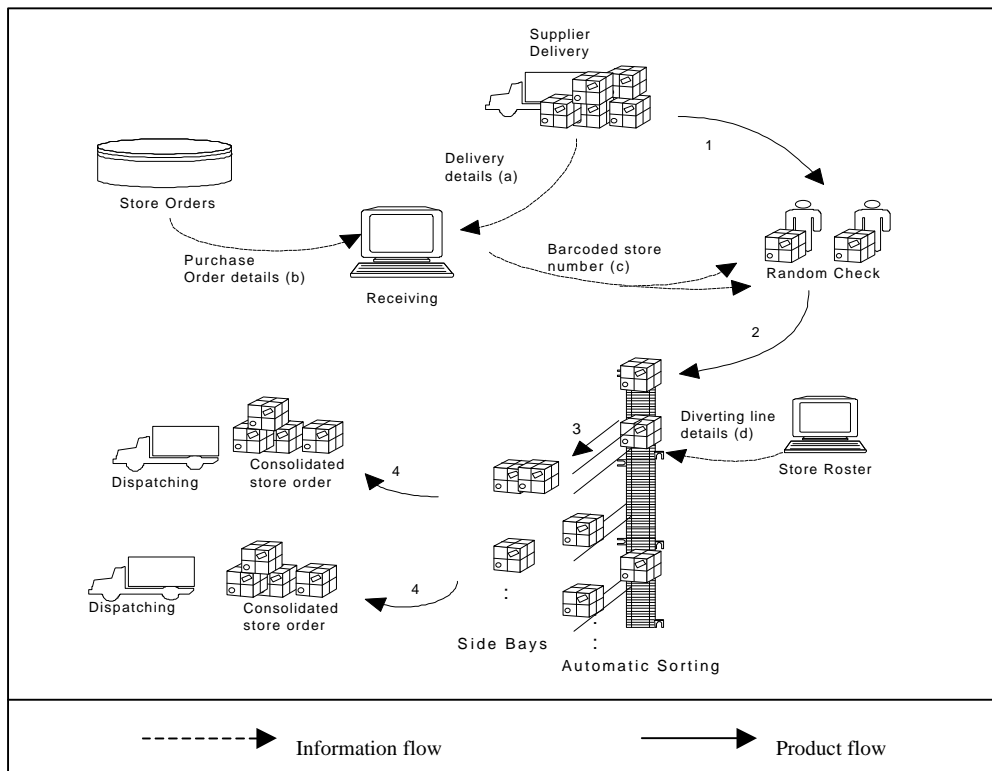 Supplier
Delivery
1
Delivery
details (a)
Store Orders
Purchase
Order details (b)
Receiving
Barcoded store
number (c)
Random Check
2
Diverting line
details (d)
3
Store Roster
Dispatching
Consolidated
store order
4
Dispatching
Consolidated
store order
4
:
:
:
Side Bays
Automatic Sorting
Information flow
Product flow